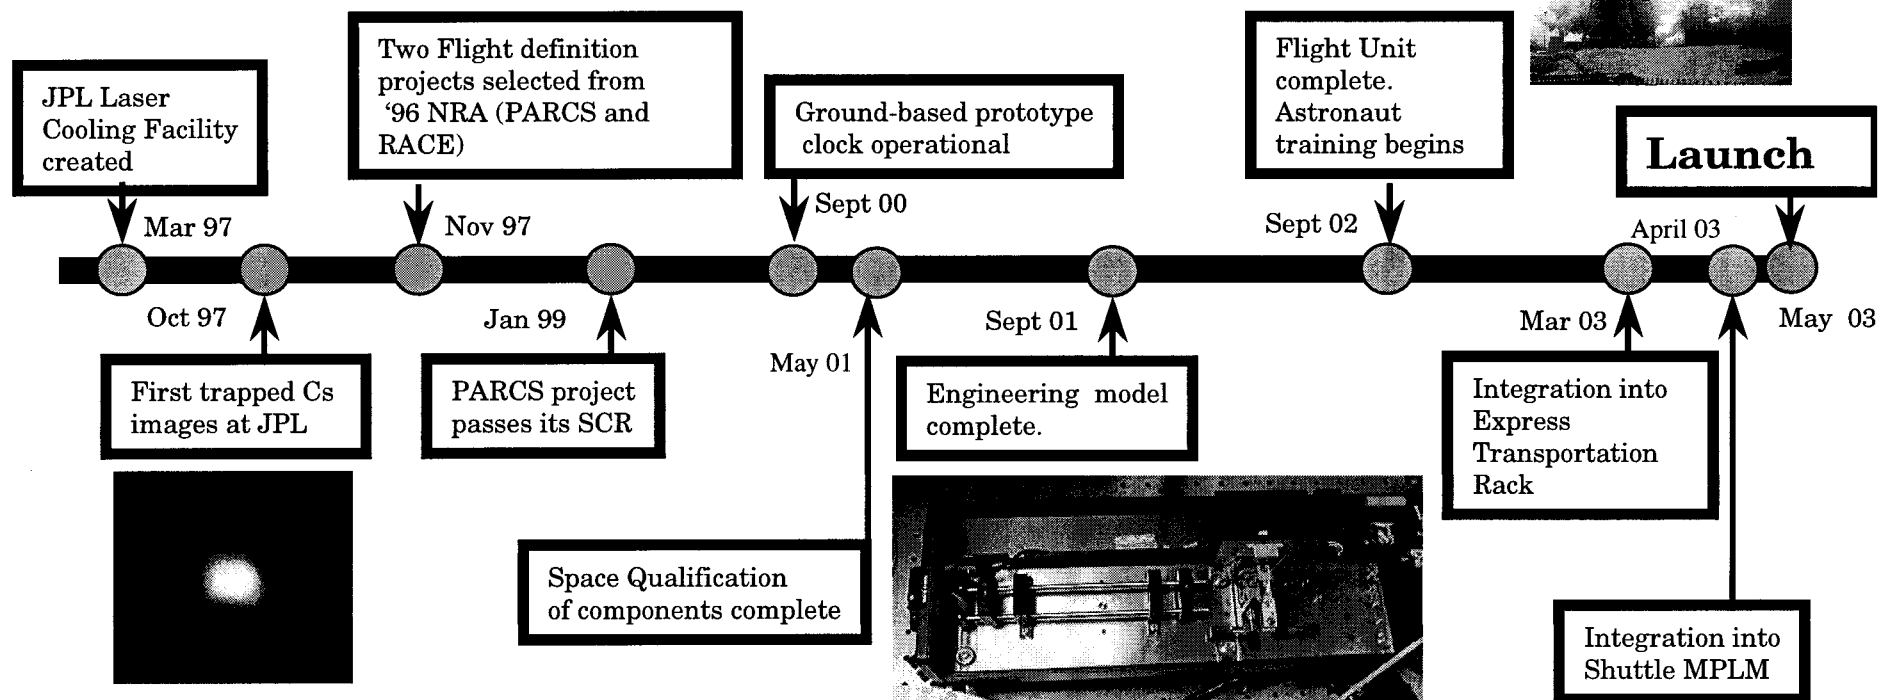 JPL Laser
Cooling Facility
created
Two Flight definition
projects selected from
‘96 NRA (PARCS and
RACE)
Ground-based prototype
clock operational
Flight Unit
complete.
Astronaut
training begins
Launch
Mar 97
Nov 97
Sept 00
Sept 02
April 03
Oct 97
Jan 99
May 01
Sept 01
Mar 03
May 03
First trapped Cs
images at JPL
PARCS project
passes its SCR
Engineering model
complete.
Integration into
Express
Transportation
Rack
Space Qualification
of components complete
Integration into
Shuttle MPLM